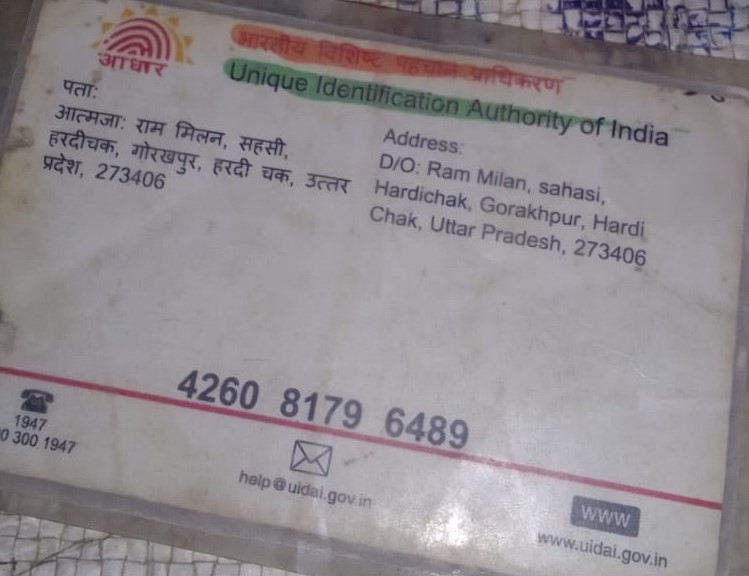 आधार
भारतीय विशिष्ट पहचान प्राधिकरण
Unique Identification Authority of India
पता:
आत्मजा: राम मिलन, सहसी,
हरदीचक, गोरखपुर, हरदी चक, उत्तर
प्रदेश, 273406
Address:
D/O: Ram Milan, sahasi,
Hardichak, Gorakhpur, Hardi
Chak, Uttar Pradesh, 273406
4260 8179 6489
1947
0 300 1947
help@uidai.gov.in
www
www.uidai.gov.in